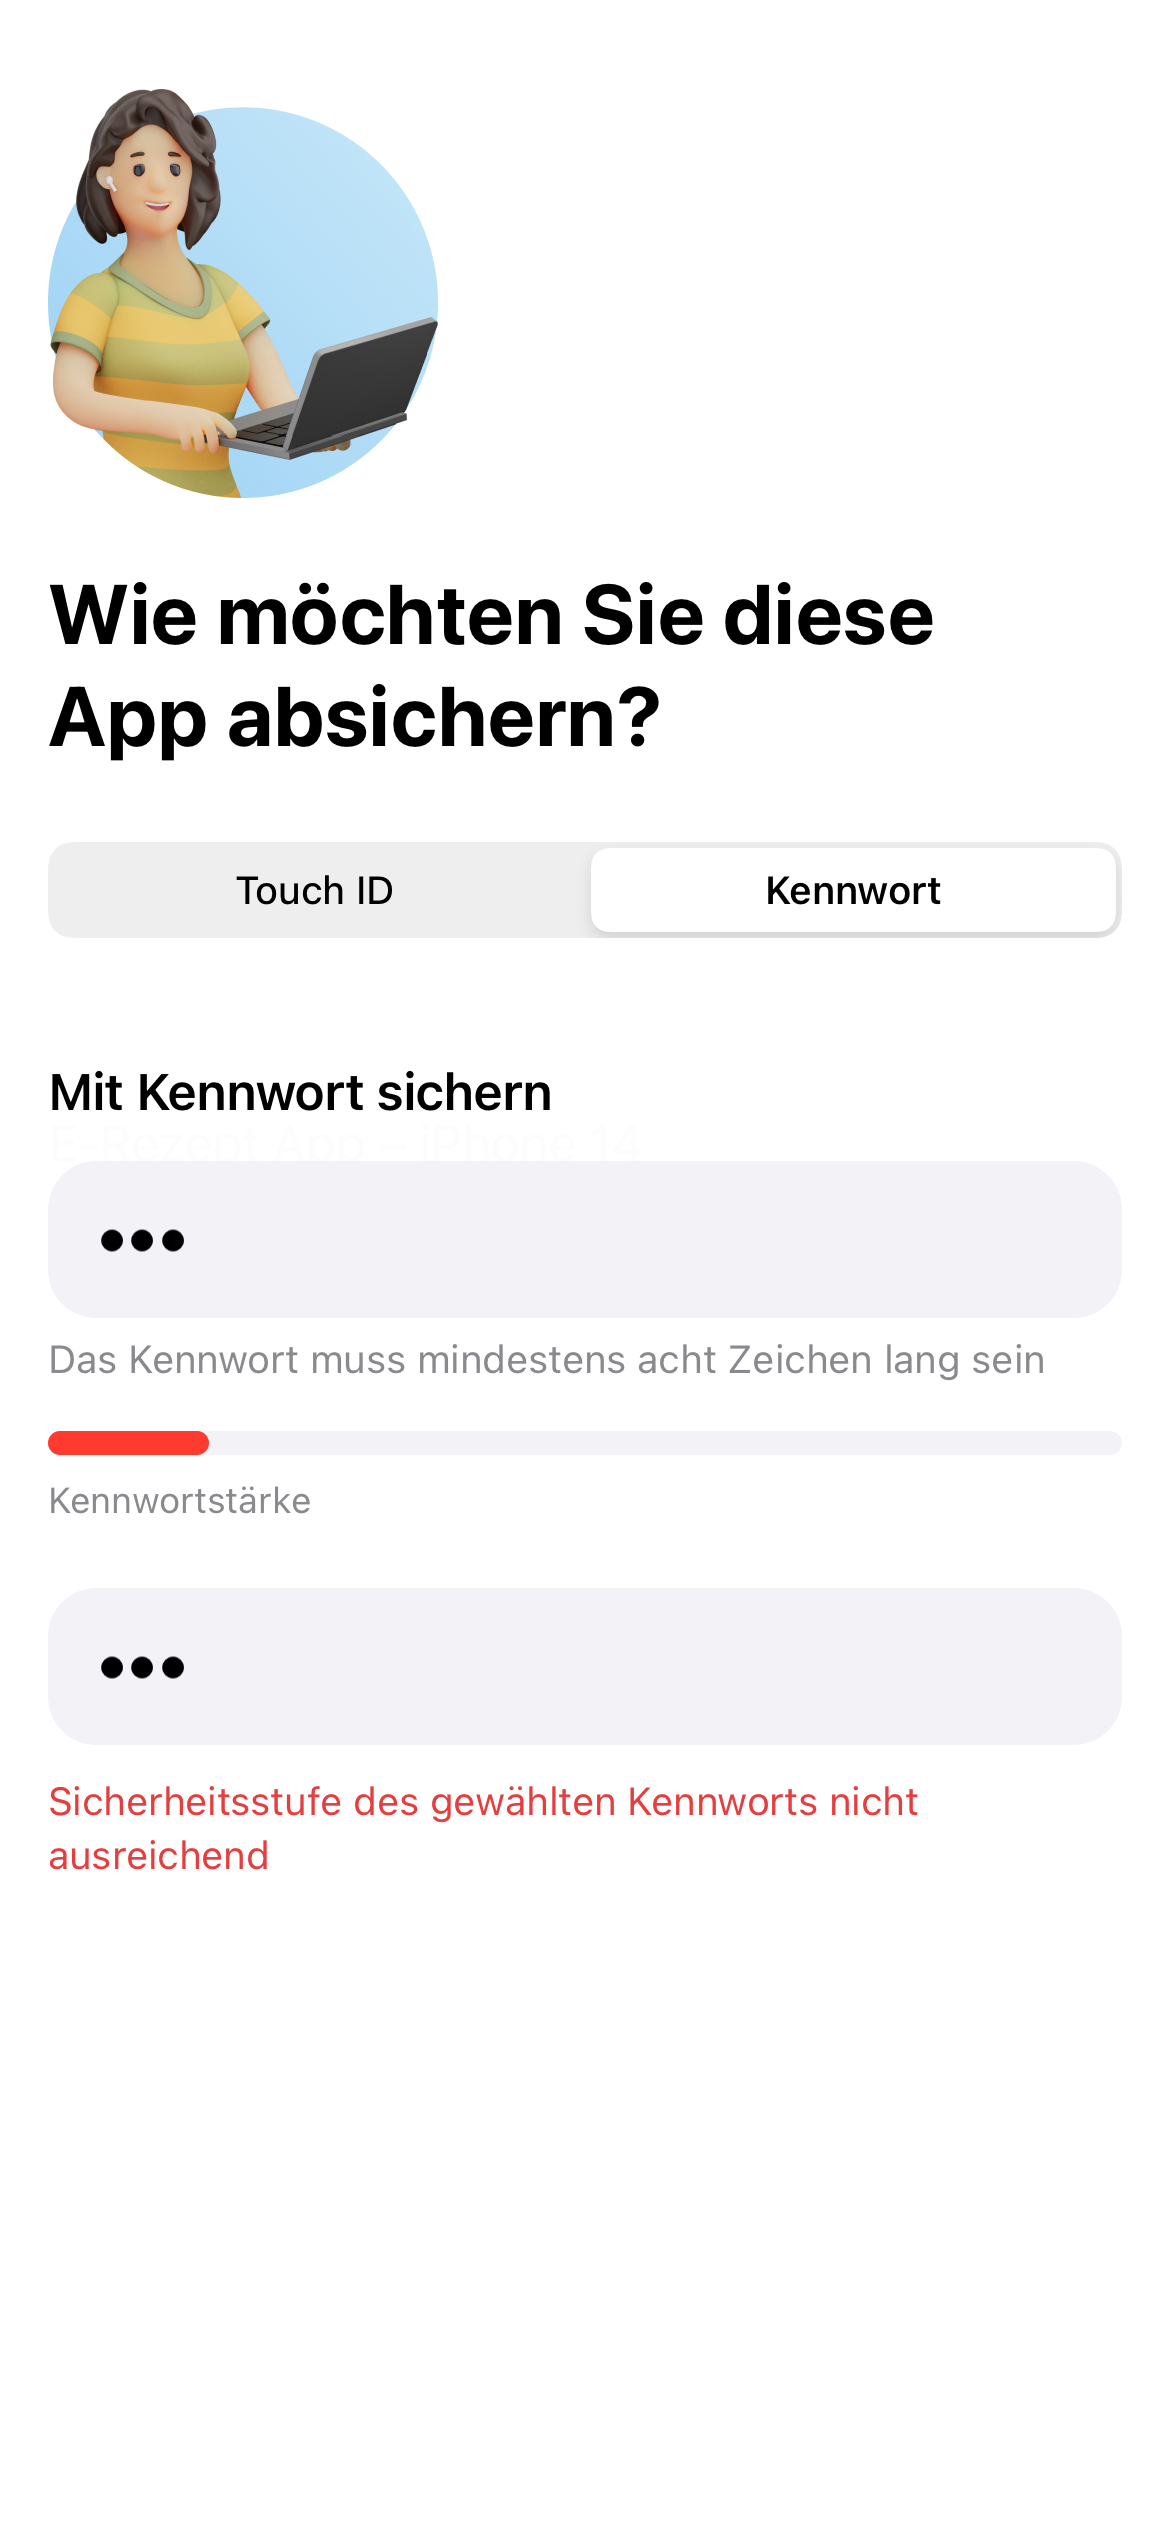 Wie möchten Sie diese
App absichern?
Touch ID
Kennwort
Mit Kennwort sichern
E-Rezept App – iPhone 14
Das Kennwort muss mindestens acht Zeichen lang sein
Kennwortstärke
Sicherheitsstufe des gewählten Kennworts nicht
ausreichend